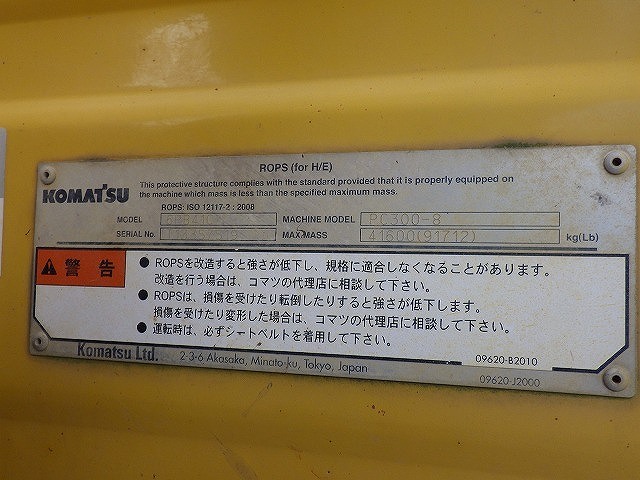 ROPS (for H/E)
KOMATSU
This protective structure complies with the standard provided that it is properly equipped on
the machine which mass is less than the specified maximum mass.
ROPS: ISO 12117-2 : 2008
MODEL
MACHINE MODEL PC300-8
SERIAL No.
MAX.MASS 41600(91712) kg(Lb)
警告
● ROPSを改造すると強さが低下し、規格に適合しなくなることがあります。
改造を行う場合は、コマツの代理店に相談して下さい。
● ROPSは、損傷を受けたり転倒したりすると強さが低下します。
損傷を受けたり変形した場合は、コマツの代理店に相談して下さい。
● 運転時は、必ずシートベルトを着用して下さい。
09620-B2010
Komatsu Ltd. 2-3-6 Akasaka, Minato-ku, Tokyo, Japan
09620-J2000